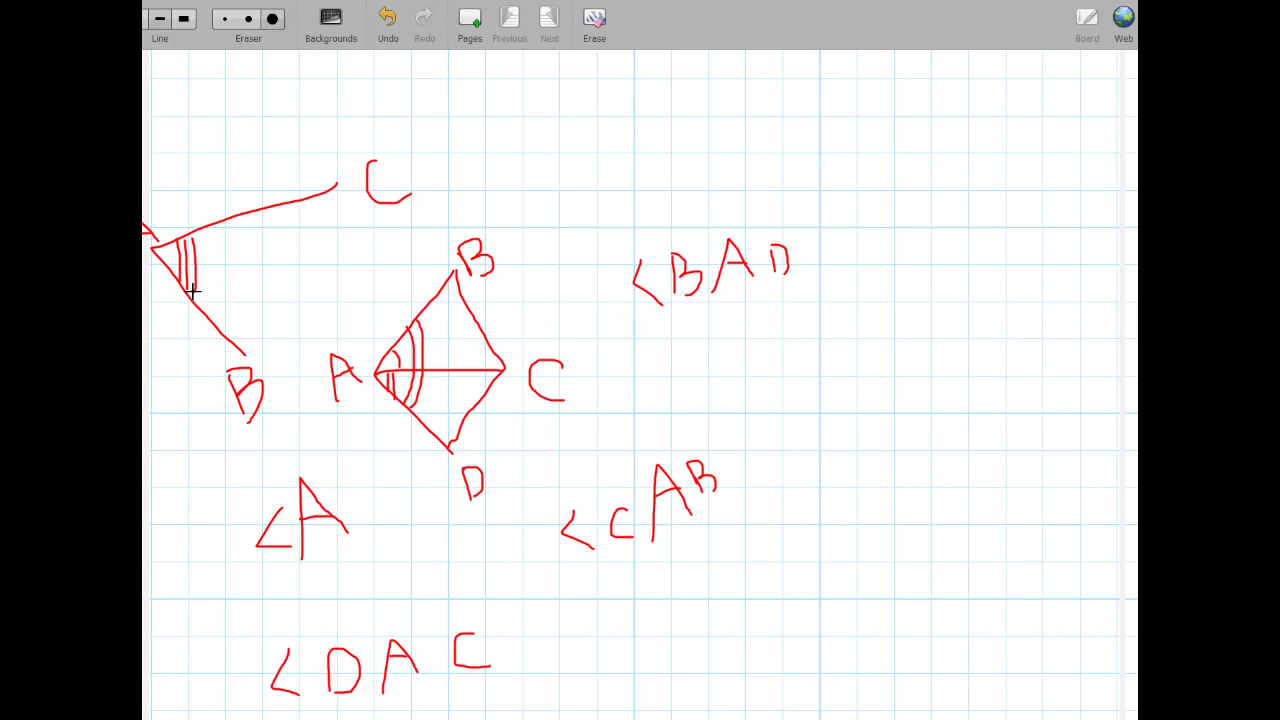 Line Eraser Backgrounds Undo Redo Pages Previous Next Erase Board Web
C
A
B
B
A
C
D
<BAD
<A
<CAB
<DAC